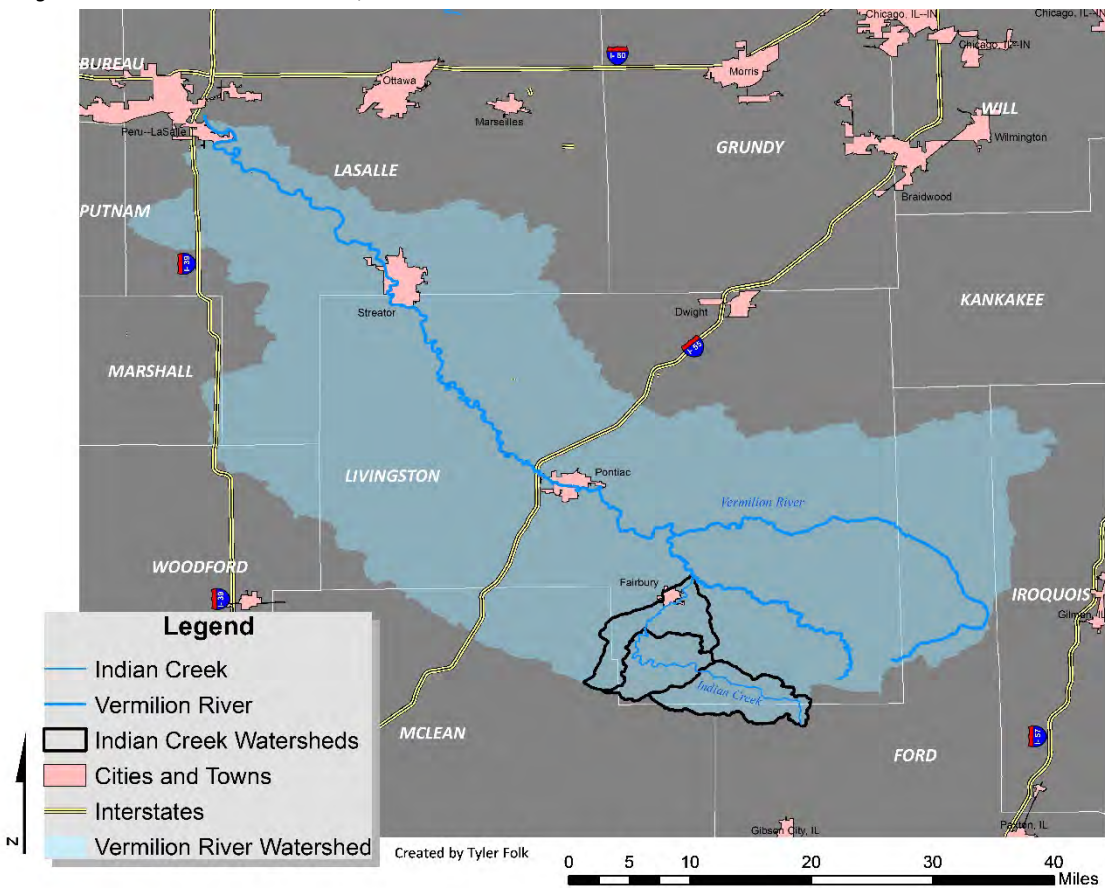 Chicago, IL--IN
Chicago, IL--IN
Chicago, IL--IN
BUREAU
I-80
Ottawa
Morris
Marseilles
WILL
Peru--LaSalle
Wilmington
GRUNDY
LASALLE
Braidwood
PUTNAM
I-39
KANKAKEE
Streator
Dwight
I-55
MARSHALL
LIVINGSTON
Pontiac
Vermilion River
WOODFORD
Fairbury
I-39
IROQUOIS
Gilman, IL
Indian Creek
MCLEAN
FORD
I-57
Gibson City, IL
Paxton, IL
Legend
Indian Creek
Vermilion River
Indian Creek Watersheds
Cities and Towns
Interstates
Vermilion River Watershed
N
Created by Tyler Folk
0 5 10 20 30 40
Miles